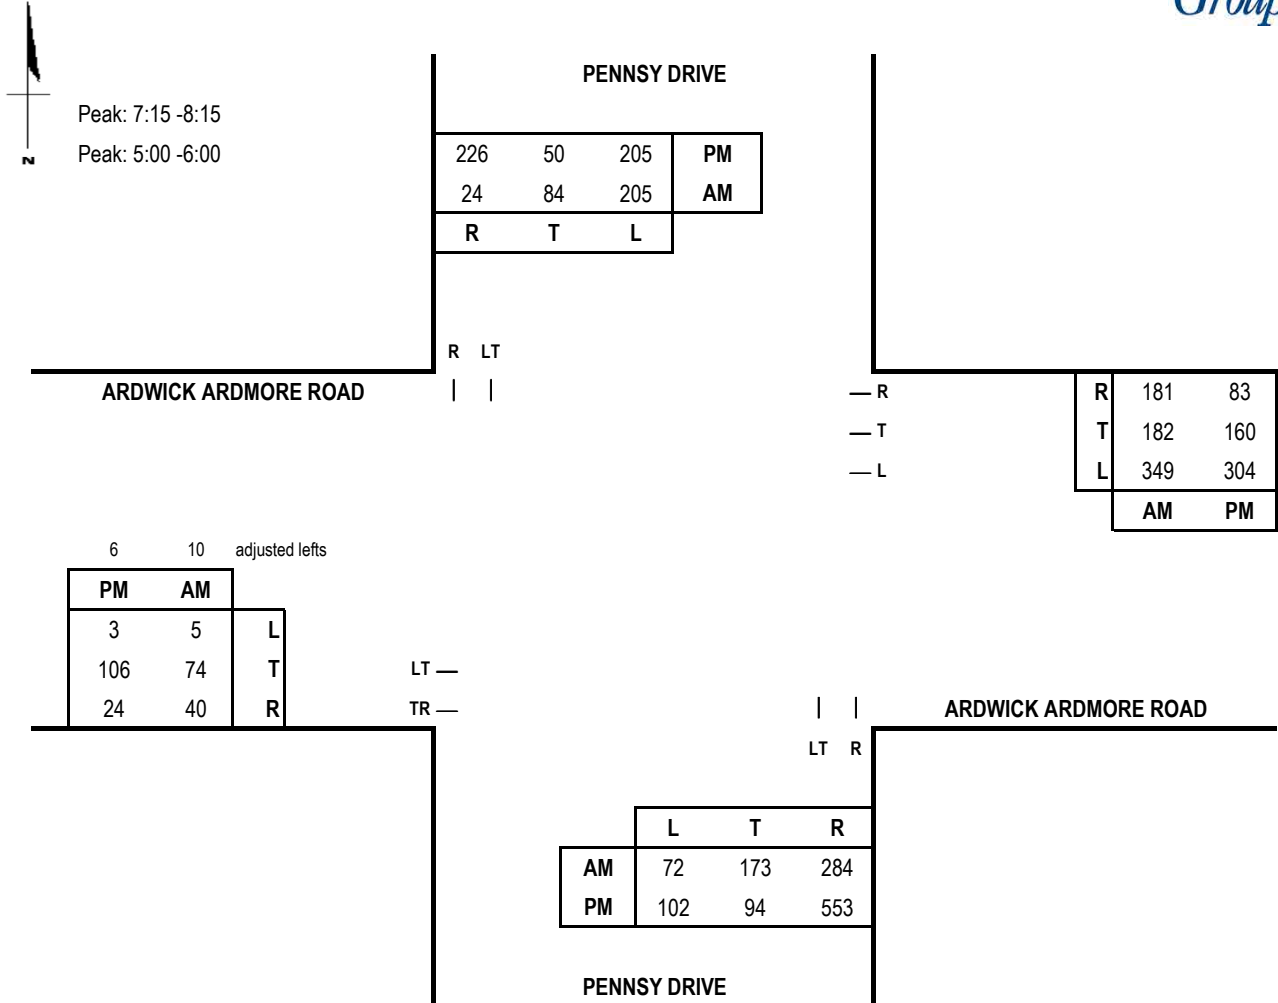 Group
PENNSY DRIVE
Peak: 7:15 -8:15
Peak: 5:00 -6:00
N
226 50 205 PM
24 84 205 AM
R T L
R LT
ARDWICK ARDMORE ROAD
R
T
L
R 181 83
T 182 160
L 349 304
AM PM
6 10 adjusted lefts
PM AM
3 5 L
106 74 T
24 40 R
LT
TR
ARDWICK ARDMORE ROAD
LT R
L T R
AM 72 173 284
PM 102 94 553
PENNSY DRIVE